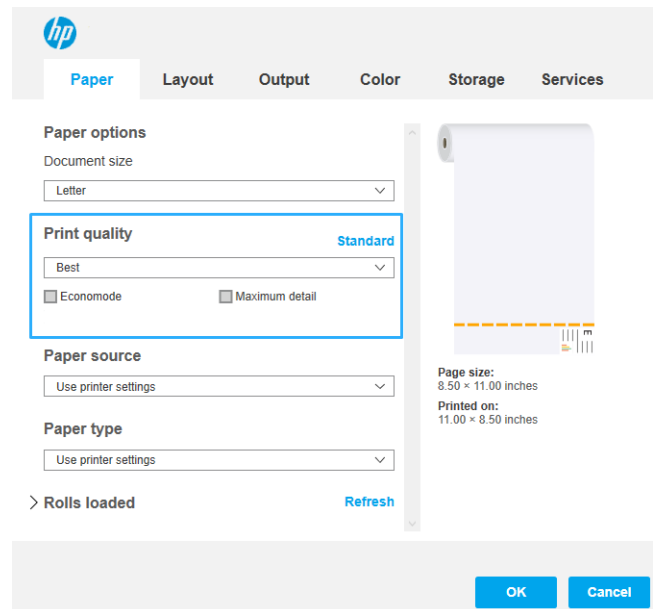 hp
Paper Layout Output Color Storage Services
Paper options
Document size
Letter
Print quality
Standard
Best
Economode Maximum detail
Paper source
Use printer settings
Paper type
Use printer settings
Rolls loaded Refresh
Page size:
8.50 × 11.00 inches
Printed on:
11.00 × 8.50 inches
OK Cancel